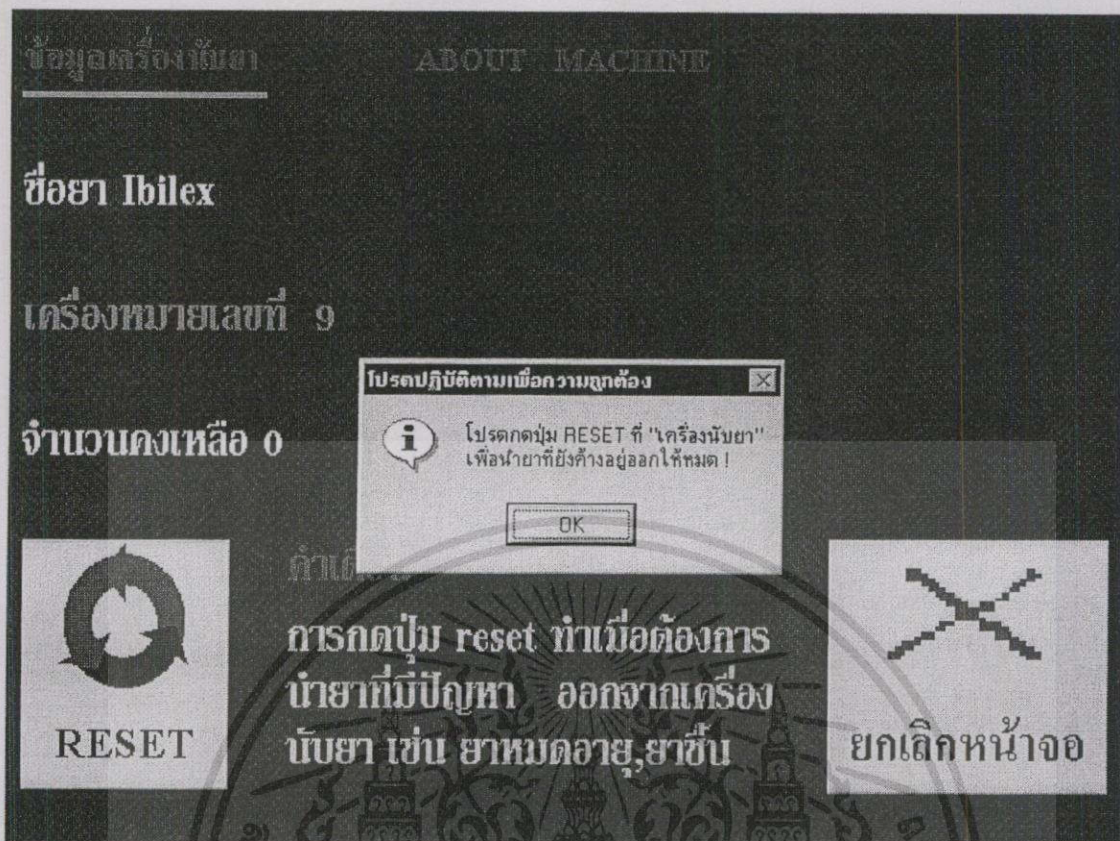 ข้อมูลเครื่องนับยา ABOUT MACHINE
ชื่อยา Ibilex
เครื่องหมายเลขที่ 9
โปรดปฏิบัติตามเพื่อความถูกต้อง
จำนวนคงเหลือ 0
โปรดกดปุ่ม RESET ที่ "เครื่องนับยา"
เพื่อนำยาที่ยังค้างอยู่ออกให้หมด !
OK
การกดปุ่ม reset ทำเมื่อต้องการ
นำยาที่มีปัญหา ออกจากเครื่อง
นับยา เช่น ยาหมดอายุ,ยาชื้น
RESET
ยกเลิกหน้าจอ